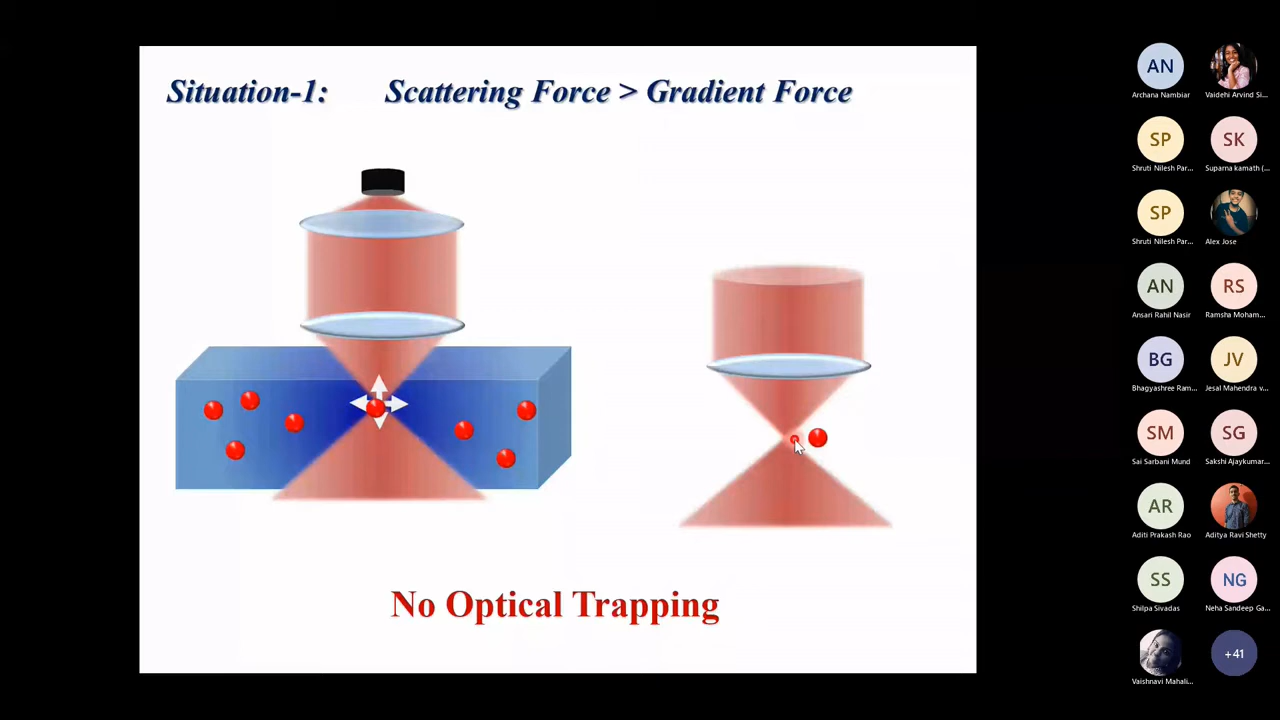 Situation-1: Scattering Force > Gradient Force
No Optical Trapping
AN
Archana Nambiar
Vaidehi Arvind Si...
SP
Shruti Nilesh Par...
SK
Suparna kamath (...
SP
Shruti Nilesh Par...
Alex Jose
AN
Ansari Rahil Nasir
RS
Ramsha Moham...
BG
Bhagyashree Ram...
JV
Jesal Mahendra v...
SM
Sai Sarbani Mund
SG
Sakshi Ajaykumar...
AR
Aditi Prakash Rao
Aditya Ravi Shetty
SS
Shilpa Sivadas
NG
Neha Sandeep Ga...
Vaishnavi Mahali...
+41